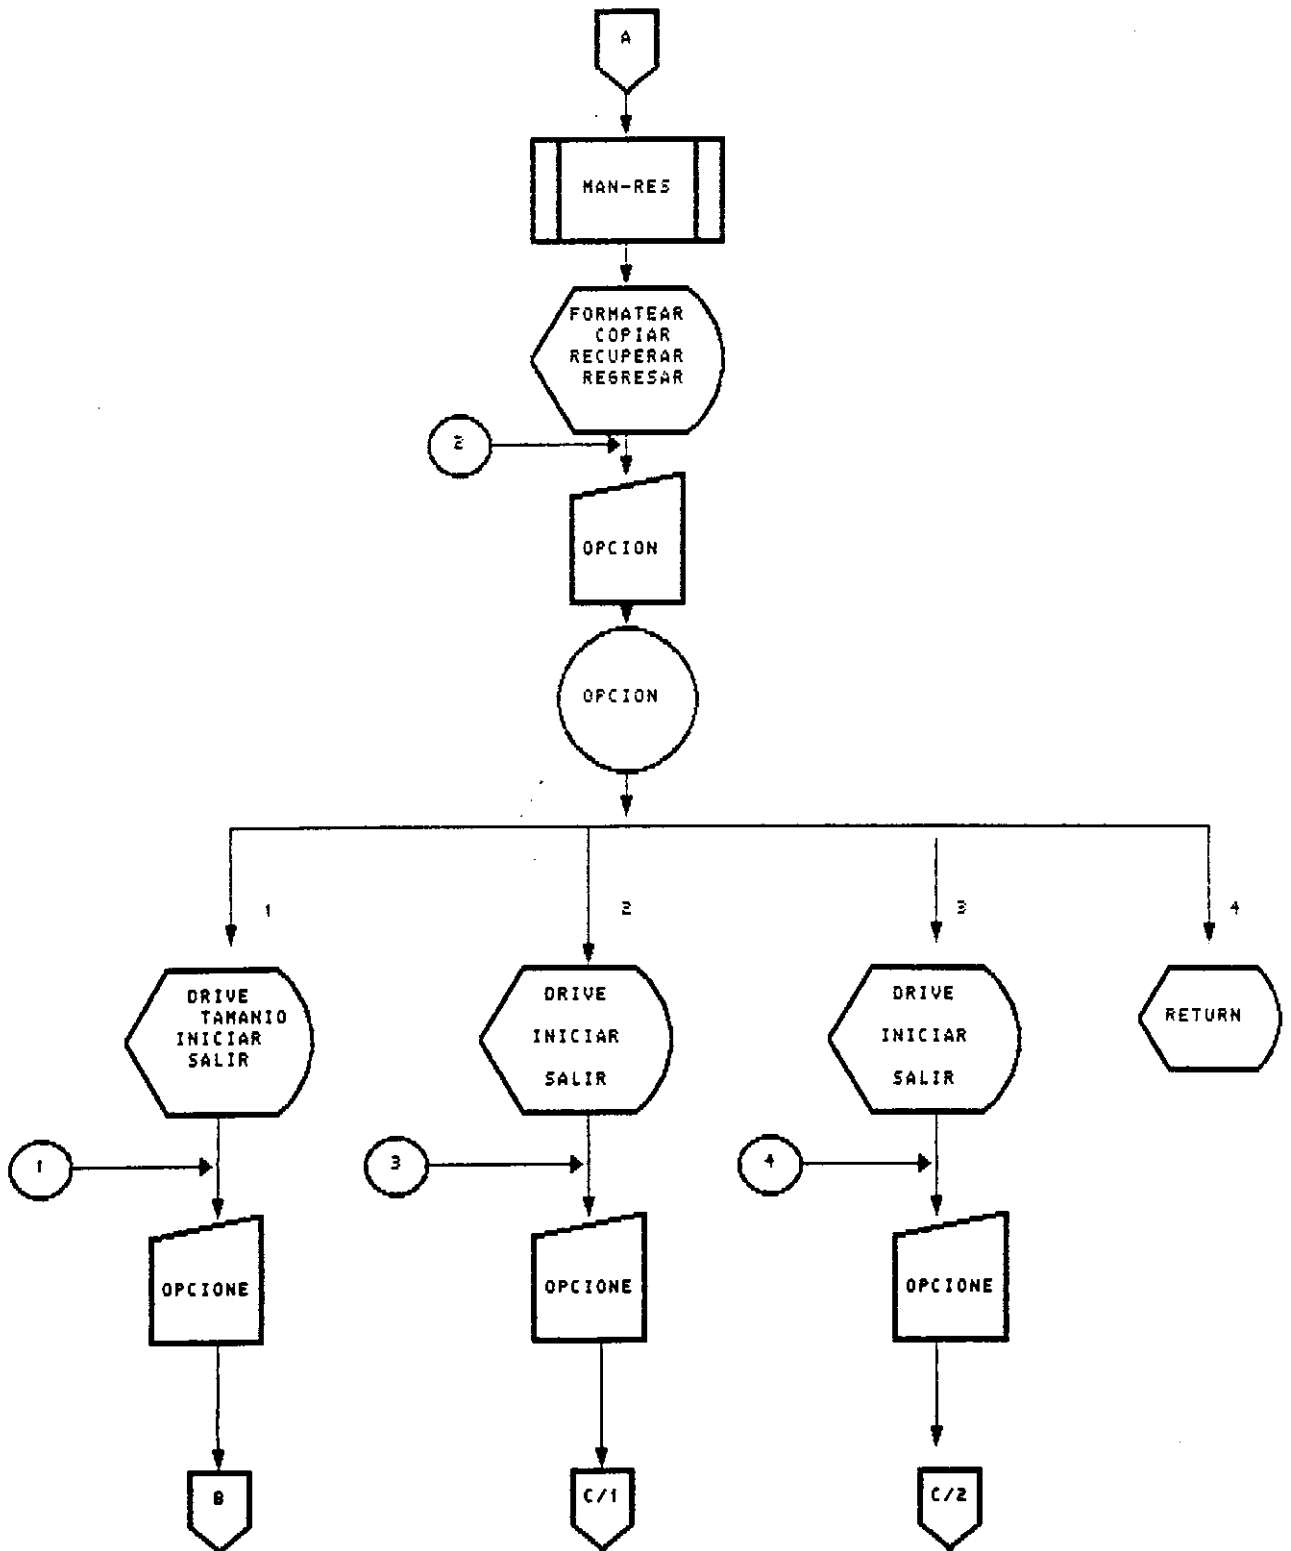 A
MAN-RES
FORMATEAR
COPIAR
RECUPERAR
REGRESAR
2
OPCION
OPCION
1
2
3
4
DRIVE
TAMANIO
INICIAR
SALIR
DRIVE
INICIAR
SALIR
DRIVE
INICIAR
SALIR
RETURN
1
3
4
OPCIONE
OPCIONE
OPCIONE
B
C/1
C/2